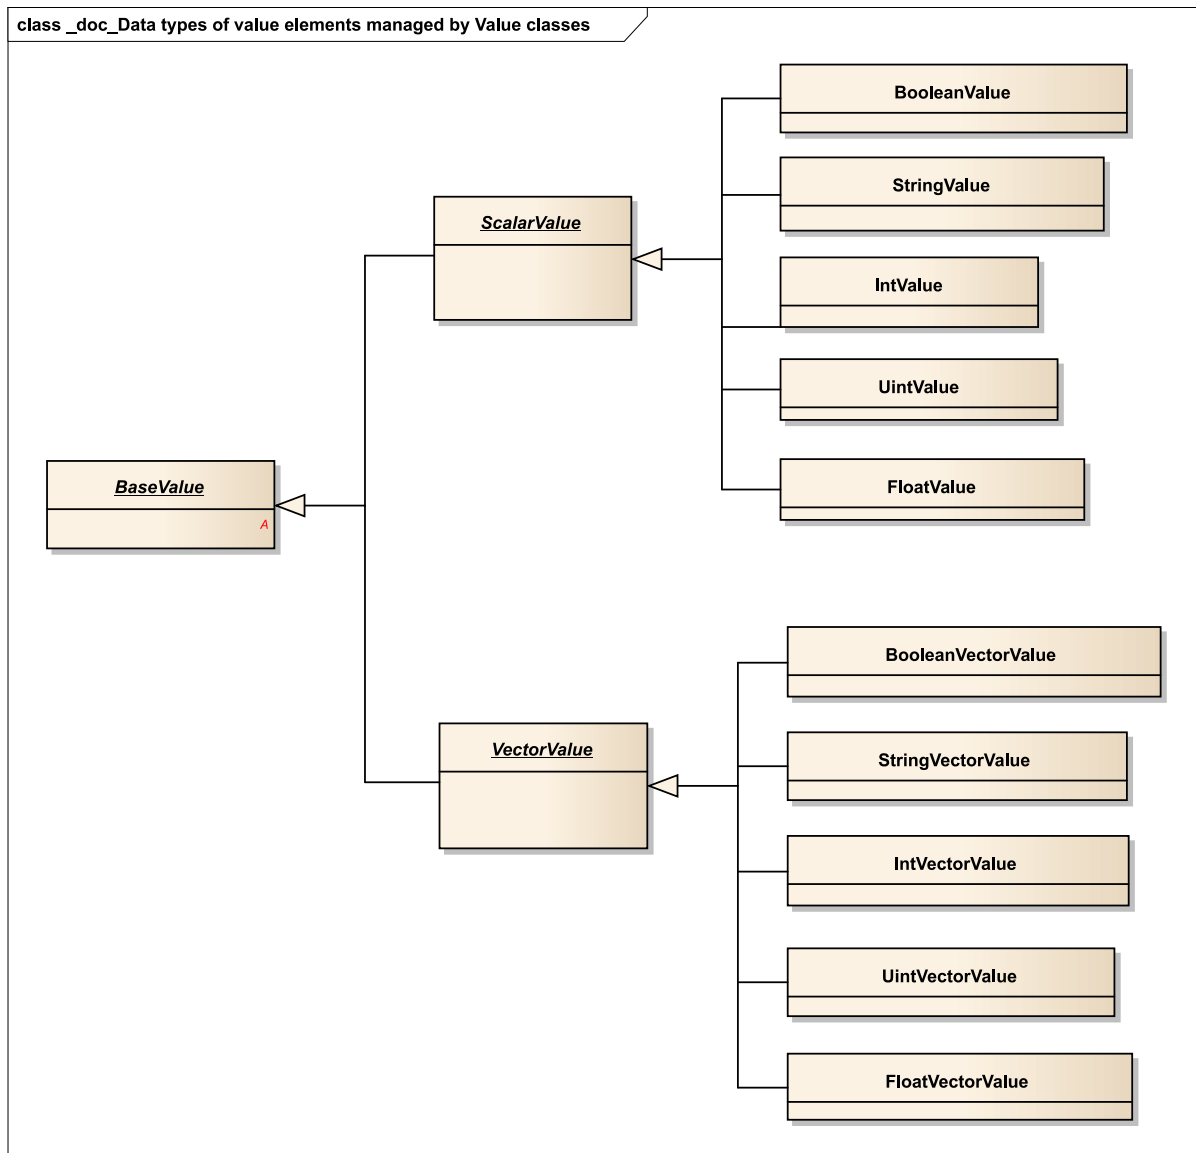 class _doc_Data types of value elements managed by Value classes
BooleanValue
StringValue
ScalarValue
IntValue
UintValue
FloatValue
BaseValue
A
BooleanVectorValue
StringVectorValue
VectorValue
IntVectorValue
UintVectorValue
FloatVectorValue